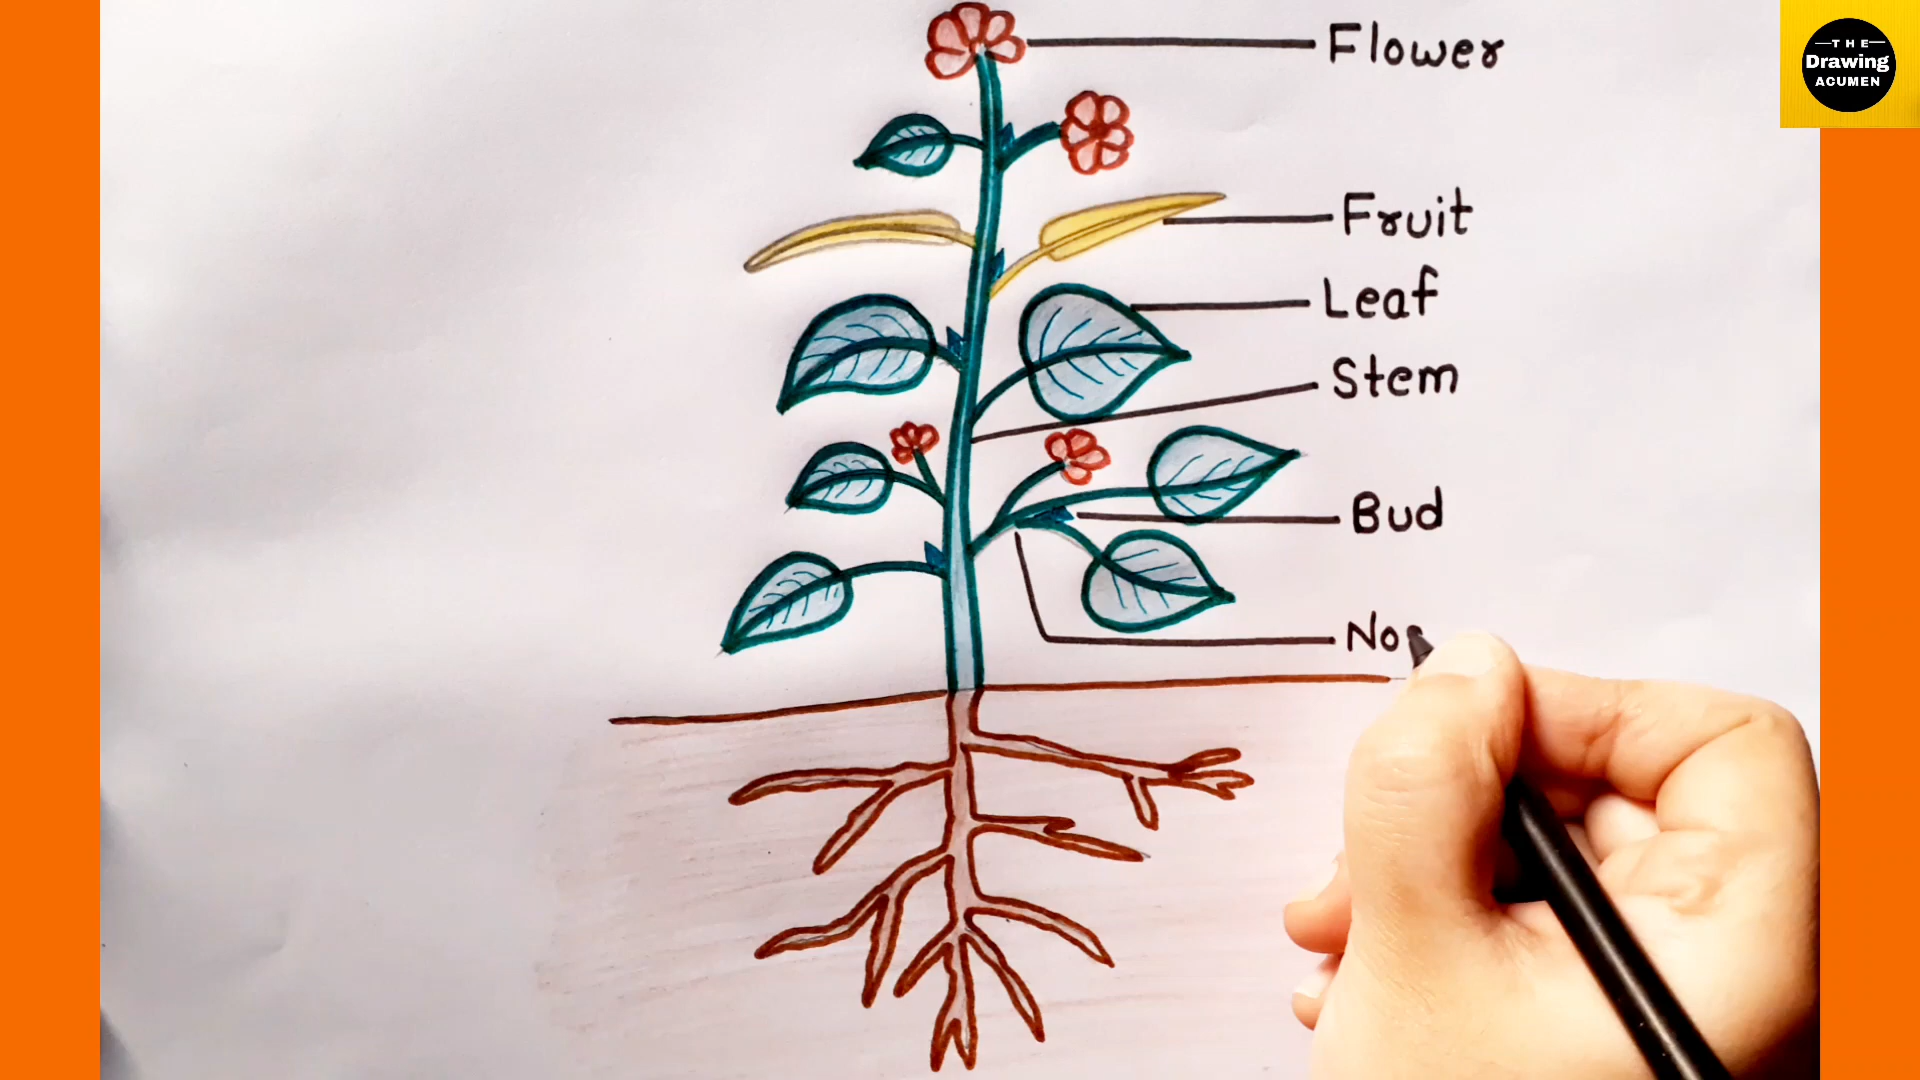 Flower
THE
Drawing
ACUMEN
Fruit
Leaf
Stem
Bud
No